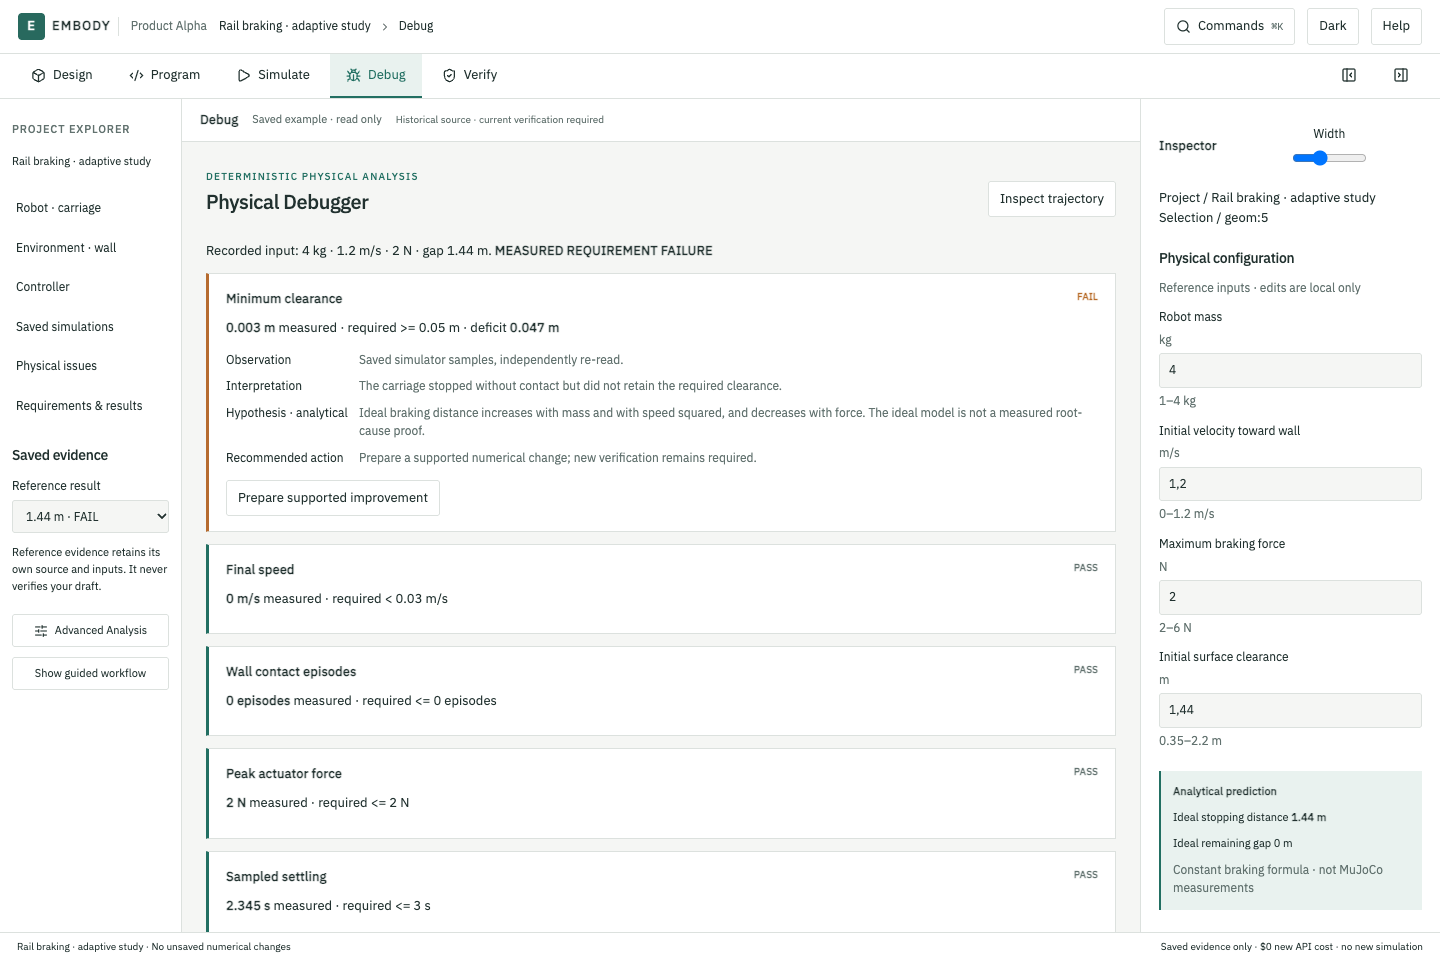 E EMBODY Product Alpha Rail braking · adaptive study › Debug Commands ⌘K Dark Help
Design Program Simulate Debug Verify
PROJECT EXPLORER
Rail braking · adaptive study
Robot · carriage
Environment · wall
Controller
Saved simulations
Physical issues
Requirements & results
Saved evidence
Reference result
1.44 m · FAIL
Reference evidence retains its
own source and inputs. It never
verifies your draft.
Advanced Analysis
Show guided workflow
Debug Saved example · read only Historical source · current verification required
DETERMINISTIC PHYSICAL ANALYSIS
Physical Debugger
Inspect trajectory
Recorded input: 4 kg · 1.2 m/s · 2 N · gap 1.44 m. MEASURED REQUIREMENT FAILURE
Minimum clearance FAIL
0.003 m measured · required >= 0.05 m · deficit 0.047 m
Observation Saved simulator samples, independently re-read.
Interpretation The carriage stopped without contact but did not retain the required clearance.
Hypothesis · analytical Ideal braking distance increases with mass and with speed squared, and decreases with force. The ideal model is not a measured root-
cause proof.
Recommended action Prepare a supported numerical change; new verification remains required.
Prepare supported improvement
Final speed PASS
0 m/s measured · required < 0.03 m/s
Wall contact episodes PASS
0 episodes measured · required <= 0 episodes
Peak actuator force PASS
2 N measured · required <= 2 N
Sampled settling PASS
2.345 s measured · required <= 3 s
Inspector
Width
Project / Rail braking · adaptive study
Selection / geom:5
Physical configuration
Reference inputs · edits are local only
Robot mass
kg
4
1–4 kg
Initial velocity toward wall
m/s
1,2
0–1.2 m/s
Maximum braking force
N
2
2–6 N
Initial surface clearance
m
1,44
0.35–2.2 m
Analytical prediction
Ideal stopping distance 1.44 m
Ideal remaining gap 0 m
Constant braking formula · not MuJoCo
measurements
Rail braking · adaptive study · No unsaved numerical changes
Saved evidence only · $0 new API cost · no new simulation